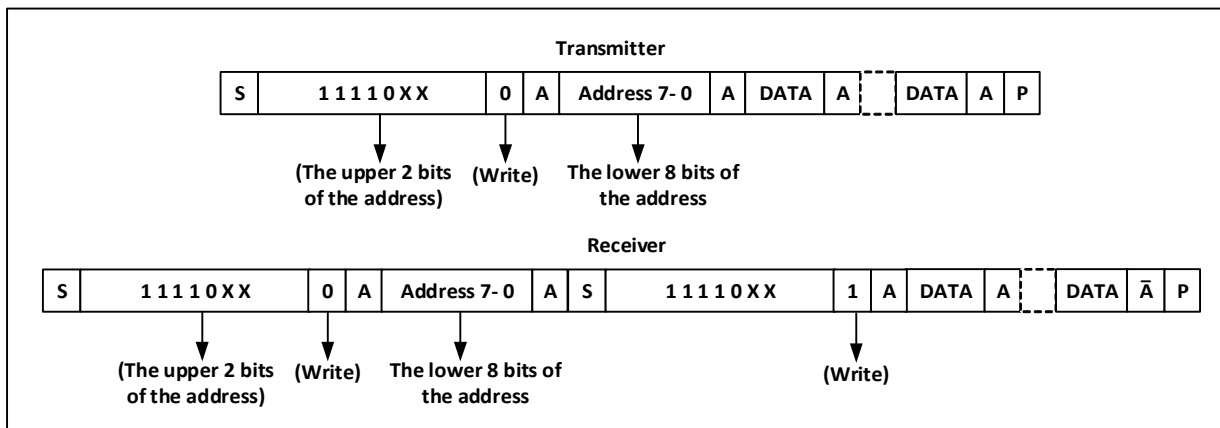 Transmitter
S 1 1 1 1 0 X X 0 A Address 7-0 A DATA A DATA A P
(The upper 2 bits of the address) (Write) The lower 8 bits of the address
Receiver
S 1 1 1 1 0 X X 0 A Address 7-0 A S 1 1 1 1 0 X X 1 A DATA A DATA Ā P
(The upper 2 bits of the address) (Write) The lower 8 bits of the address (Write)